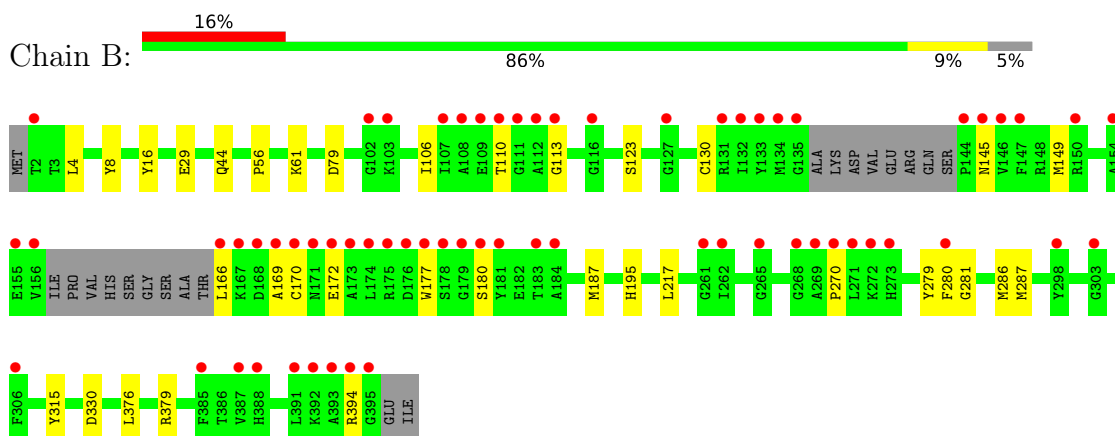 16%
Chain B:
86% 9% 5%
MET T2 T3 L4 Y8 Y16 E29 Q44 P56 K61 D79 G102 K103 I106 I107 A108 E109 T110 G111 A112 G113 G116 S123 G127 C130 R131 I132 Y133 M134 G135 ALA LYS ASP VAL GLU ARG GLN SER P144 N145 V146 F147 R148 M149 R150 A154
E155 V156 ILE PRO VAL HIS SER GLY SER ALA THR L166 K167 D168 A169 C170 N171 E172 A173 L174 R175 D176 W177 S178 G179 S180 Y181 E182 T183 A184 M187 H195 L217 G261 I262 G265 G268 A269 P270 L271 K272 H273 Y279 F280 G281 M286 M287 Y298 G303
F306 Y315 D330 L376 R379 F385 T386 V387 H388 L391 K392 A393 R394 G395 GLU ILE